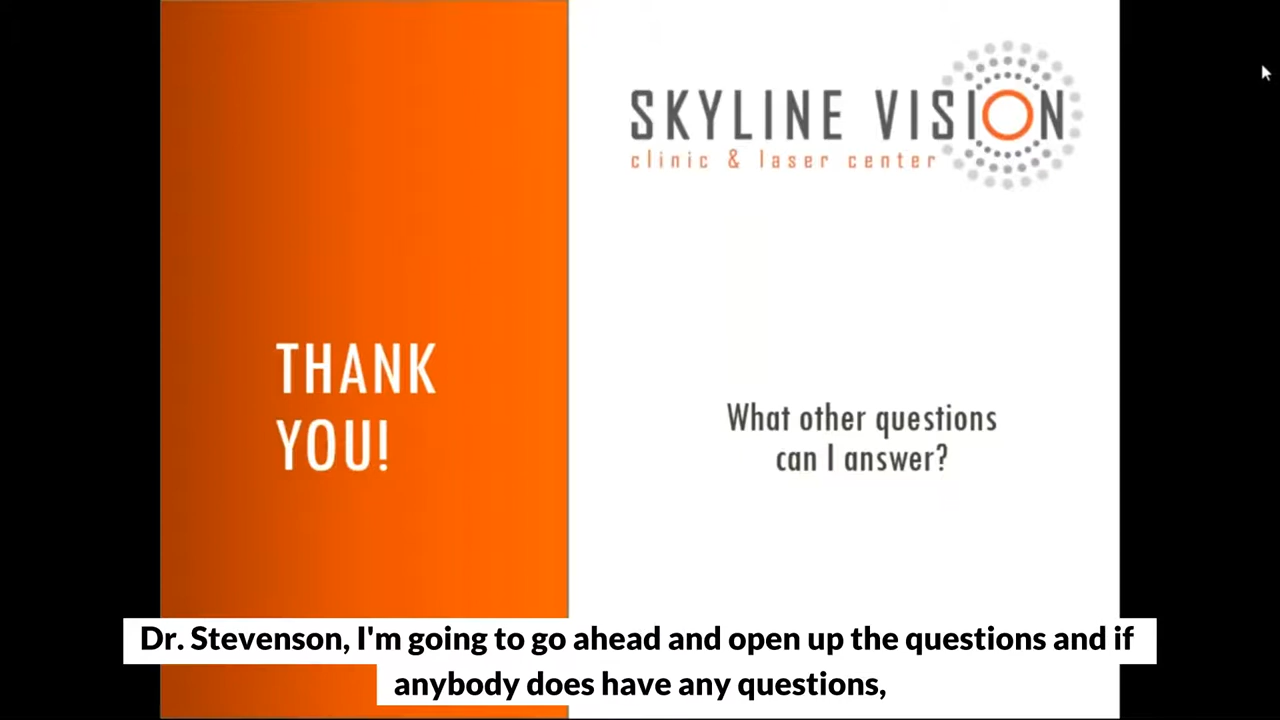 SKYLINE VISION
clinic & laser center
THANK
YOU!
What other questions
can I answer?
Dr. Stevenson, I'm going to go ahead and open up the questions and if
anybody does have any questions,